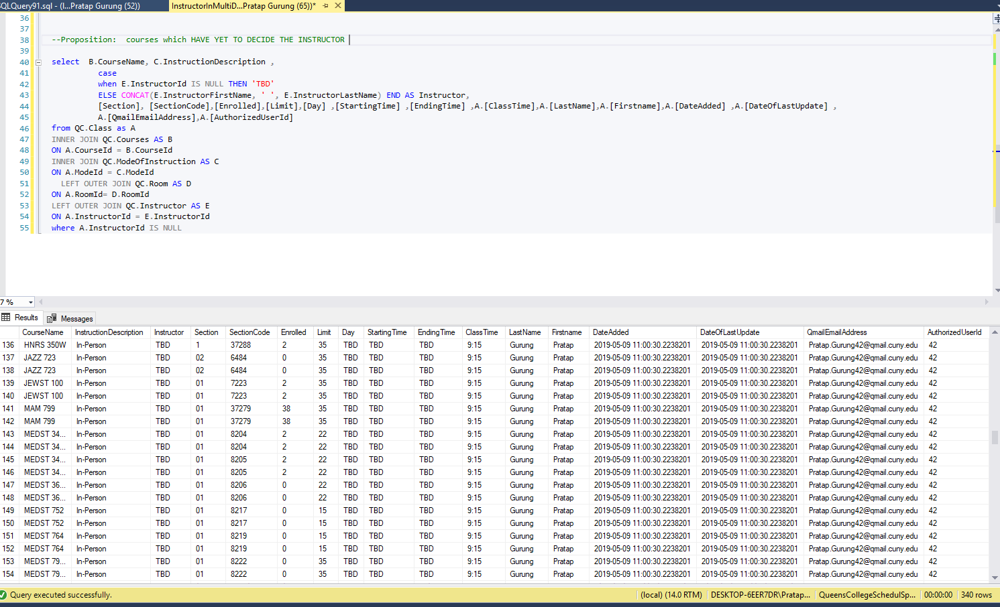 SQLQuery91.sql - (l...Pratap Gurung (52))
InstructorInMultiD...Pratap Gurung (65))*
36
37
38 --Proposition:  courses which HAVE YET TO DECIDE THE INSTRUCTOR
39
40 select  B.CourseName, C.InstructionDescription ,
41 case
42 when E.InstructorId IS NULL THEN 'TBD'
43 ELSE CONCAT(E.InstructorFirstName, ' ', E.InstructorLastName) END AS Instructor,
44 [Section], [SectionCode],[Enrolled],[Limit],[Day] ,[StartingTime] ,[EndingTime] ,A.[ClassTime],A.[LastName],A.[Firstname],A.[DateAdded] ,A.[DateOfLastUpdate] ,
45 A.[QmailEmailAddress],A.[AuthorizedUserId]
46 from QC.Class as A
47 INNER JOIN QC.Courses AS B
48 ON A.CourseId = B.CourseId
49 INNER JOIN QC.ModeOfInstruction AS C
50 ON A.ModeId = C.ModeId
51 LEFT OUTER JOIN QC.Room AS D
52 ON A.RoomId= D.RoomId
53 LEFT OUTER JOIN QC.Instructor AS E
54 ON A.InstructorId = E.InstructorId
55 where A.InstructorId IS NULL
7 %
Results Messages
CourseName InstructionDescription Instructor Section SectionCode Enrolled Limit Day StartingTime EndingTime ClassTime LastName Firstname DateAdded DateOfLastUpdate QmailEmailAddress AuthorizedUserId
136 HNRS 350W In-Person TBD 1 37288 2 35 TBD TBD TBD 9:15 Gurung Pratap 2019-05-09 11:00:30.2238201 2019-05-09 11:00:30.2238201 Pratap.Gurung42@qmail.cuny.edu 42
137 JAZZ 723 In-Person TBD 02 6484 0 35 TBD TBD TBD 9:15 Gurung Pratap 2019-05-09 11:00:30.2238201 2019-05-09 11:00:30.2238201 Pratap.Gurung42@qmail.cuny.edu 42
138 JAZZ 723 In-Person TBD 02 6484 0 35 TBD TBD TBD 9:15 Gurung Pratap 2019-05-09 11:00:30.2238201 2019-05-09 11:00:30.2238201 Pratap.Gurung42@qmail.cuny.edu 42
139 JEWST 100 In-Person TBD 01 7223 2 35 TBD TBD TBD 9:15 Gurung Pratap 2019-05-09 11:00:30.2238201 2019-05-09 11:00:30.2238201 Pratap.Gurung42@qmail.cuny.edu 42
140 JEWST 100 In-Person TBD 01 7223 2 35 TBD TBD TBD 9:15 Gurung Pratap 2019-05-09 11:00:30.2238201 2019-05-09 11:00:30.2238201 Pratap.Gurung42@qmail.cuny.edu 42
141 MAM 799 In-Person TBD 01 37279 38 35 TBD TBD TBD 9:15 Gurung Pratap 2019-05-09 11:00:30.2238201 2019-05-09 11:00:30.2238201 Pratap.Gurung42@qmail.cuny.edu 42
142 MAM 799 In-Person TBD 01 37279 38 35 TBD TBD TBD 9:15 Gurung Pratap 2019-05-09 11:00:30.2238201 2019-05-09 11:00:30.2238201 Pratap.Gurung42@qmail.cuny.edu 42
143 MEDST 34... In-Person TBD 01 8204 2 22 TBD TBD TBD 9:15 Gurung Pratap 2019-05-09 11:00:30.2238201 2019-05-09 11:00:30.2238201 Pratap.Gurung42@qmail.cuny.edu 42
144 MEDST 34... In-Person TBD 01 8204 2 22 TBD TBD TBD 9:15 Gurung Pratap 2019-05-09 11:00:30.2238201 2019-05-09 11:00:30.2238201 Pratap.Gurung42@qmail.cuny.edu 42
145 MEDST 34... In-Person TBD 01 8205 2 22 TBD TBD TBD 9:15 Gurung Pratap 2019-05-09 11:00:30.2238201 2019-05-09 11:00:30.2238201 Pratap.Gurung42@qmail.cuny.edu 42
146 MEDST 34... In-Person TBD 01 8205 2 22 TBD TBD TBD 9:15 Gurung Pratap 2019-05-09 11:00:30.2238201 2019-05-09 11:00:30.2238201 Pratap.Gurung42@qmail.cuny.edu 42
147 MEDST 36... In-Person TBD 01 8206 0 22 TBD TBD TBD 9:15 Gurung Pratap 2019-05-09 11:00:30.2238201 2019-05-09 11:00:30.2238201 Pratap.Gurung42@qmail.cuny.edu 42
148 MEDST 36... In-Person TBD 01 8206 0 22 TBD TBD TBD 9:15 Gurung Pratap 2019-05-09 11:00:30.2238201 2019-05-09 11:00:30.2238201 Pratap.Gurung42@qmail.cuny.edu 42
149 MEDST 752 In-Person TBD 01 8217 0 15 TBD TBD TBD 9:15 Gurung Pratap 2019-05-09 11:00:30.2238201 2019-05-09 11:00:30.2238201 Pratap.Gurung42@qmail.cuny.edu 42
150 MEDST 752 In-Person TBD 01 8217 0 15 TBD TBD TBD 9:15 Gurung Pratap 2019-05-09 11:00:30.2238201 2019-05-09 11:00:30.2238201 Pratap.Gurung42@qmail.cuny.edu 42
151 MEDST 764 In-Person TBD 01 8219 0 15 TBD TBD TBD 9:15 Gurung Pratap 2019-05-09 11:00:30.2238201 2019-05-09 11:00:30.2238201 Pratap.Gurung42@qmail.cuny.edu 42
152 MEDST 764 In-Person TBD 01 8219 0 15 TBD TBD TBD 9:15 Gurung Pratap 2019-05-09 11:00:30.2238201 2019-05-09 11:00:30.2238201 Pratap.Gurung42@qmail.cuny.edu 42
153 MEDST 79... In-Person TBD 01 8222 0 35 TBD TBD TBD 9:15 Gurung Pratap 2019-05-09 11:00:30.2238201 2019-05-09 11:00:30.2238201 Pratap.Gurung42@qmail.cuny.edu 42
154 MEDST 79... In-Person TBD 01 8222 0 35 TBD TBD TBD 9:15 Gurung Pratap 2019-05-09 11:00:30.2238201 2019-05-09 11:00:30.2238201 Pratap.Gurung42@qmail.cuny.edu 42
Query executed successfully. (local) (14.0 RTM) DESKTOP-6EER7DR\Pratap... QueensCollegeSchedulSp... 00:00:00 340 rows